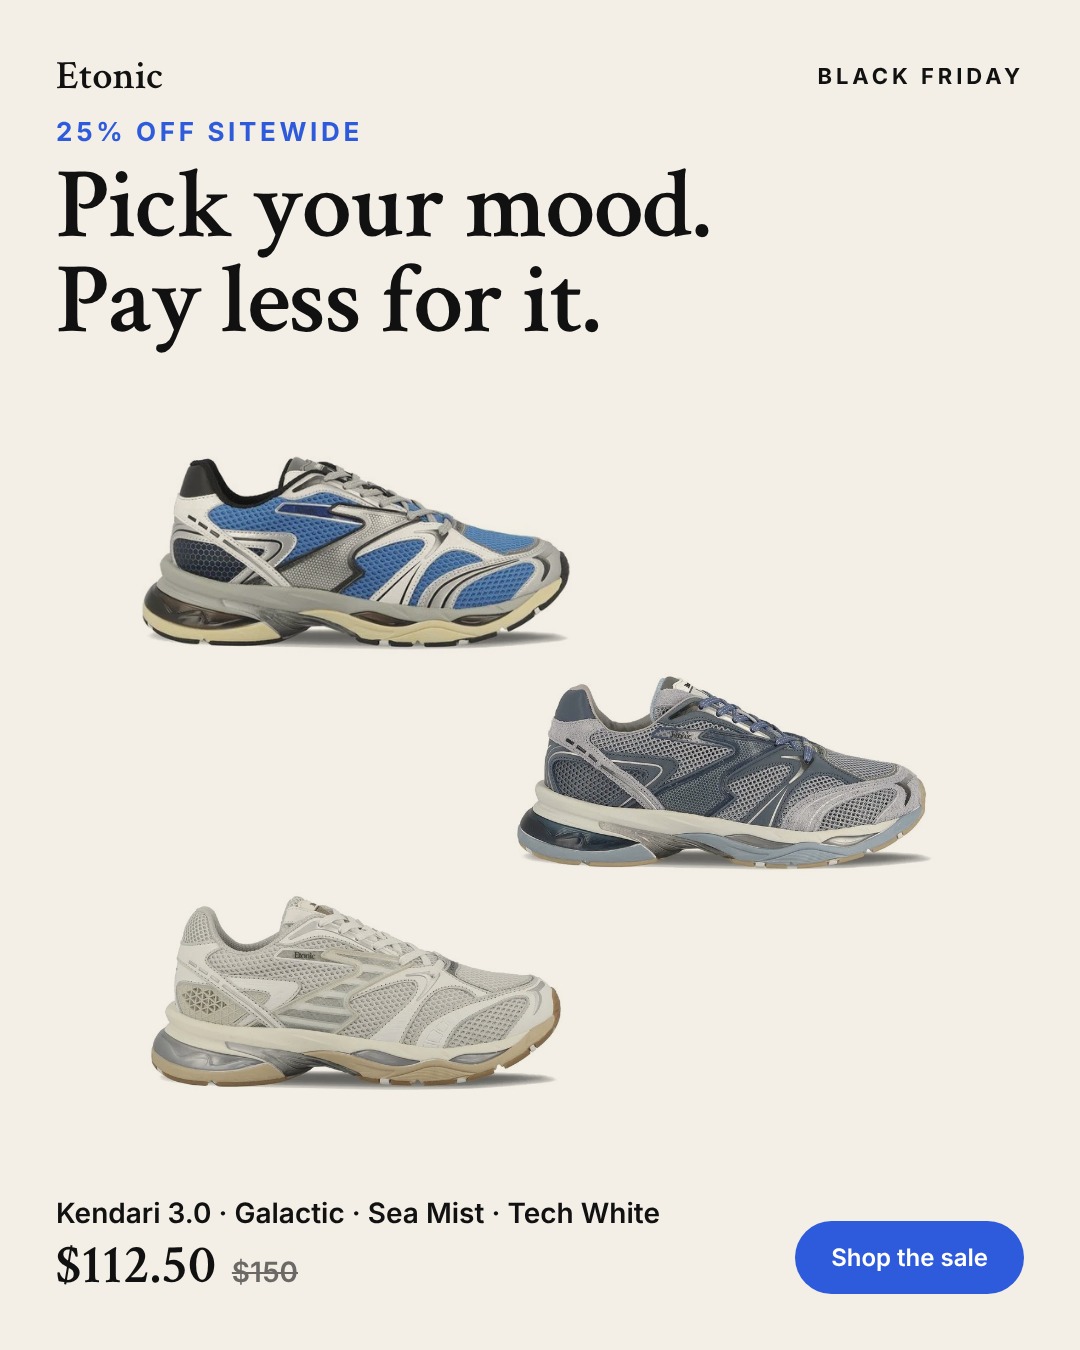 Etonic
BLACK FRIDAY
25% OFF SITEWIDE
Pick your mood.
Pay less for it.
Etonic
Kendari 3.0 · Galactic · Sea Mist · Tech White
$112.50 $150
Shop the sale